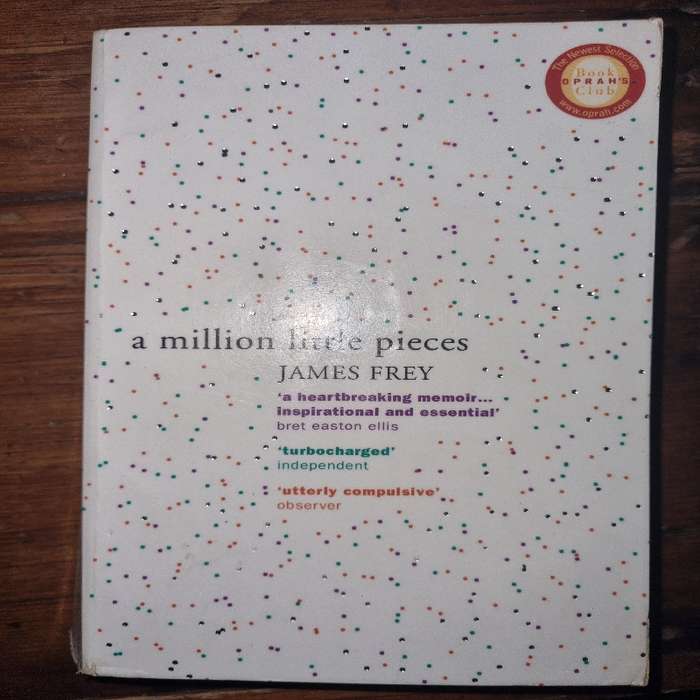 The Newest Selection
Book
OPRAH'S
Club
www.oprah.com
a million little pieces
JAMES FREY
'a heartbreaking memoir...
inspirational and essential'
bret easton ellis
'turbocharged'
independent
'utterly compulsive'
observer